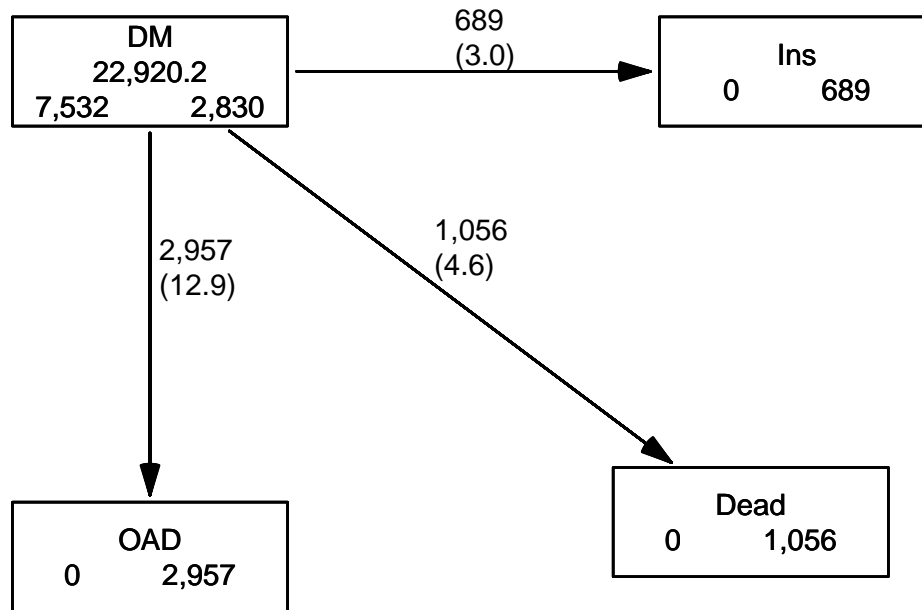 DM
22,920.2
7,532 2,830
689
(3.0)
Ins
0 689
2,957
(12.9)
1,056
(4.6)
OAD
0 2,957
Dead
0 1,056